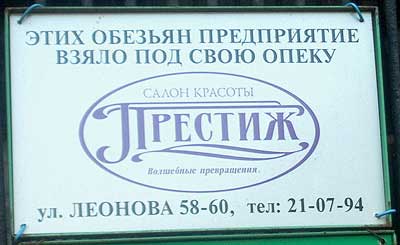 ЭТИХ ОБЕЗЬЯН ПРЕДПРИЯТИЕ
ВЗЯЛО ПОД СВОЮ ОПЕКУ
САЛОН КРАСОТЫ
ПРЕСТИЖ
Волшебные превращения.
ул. ЛЕОНОВА 58-60, тел: 21-07-94